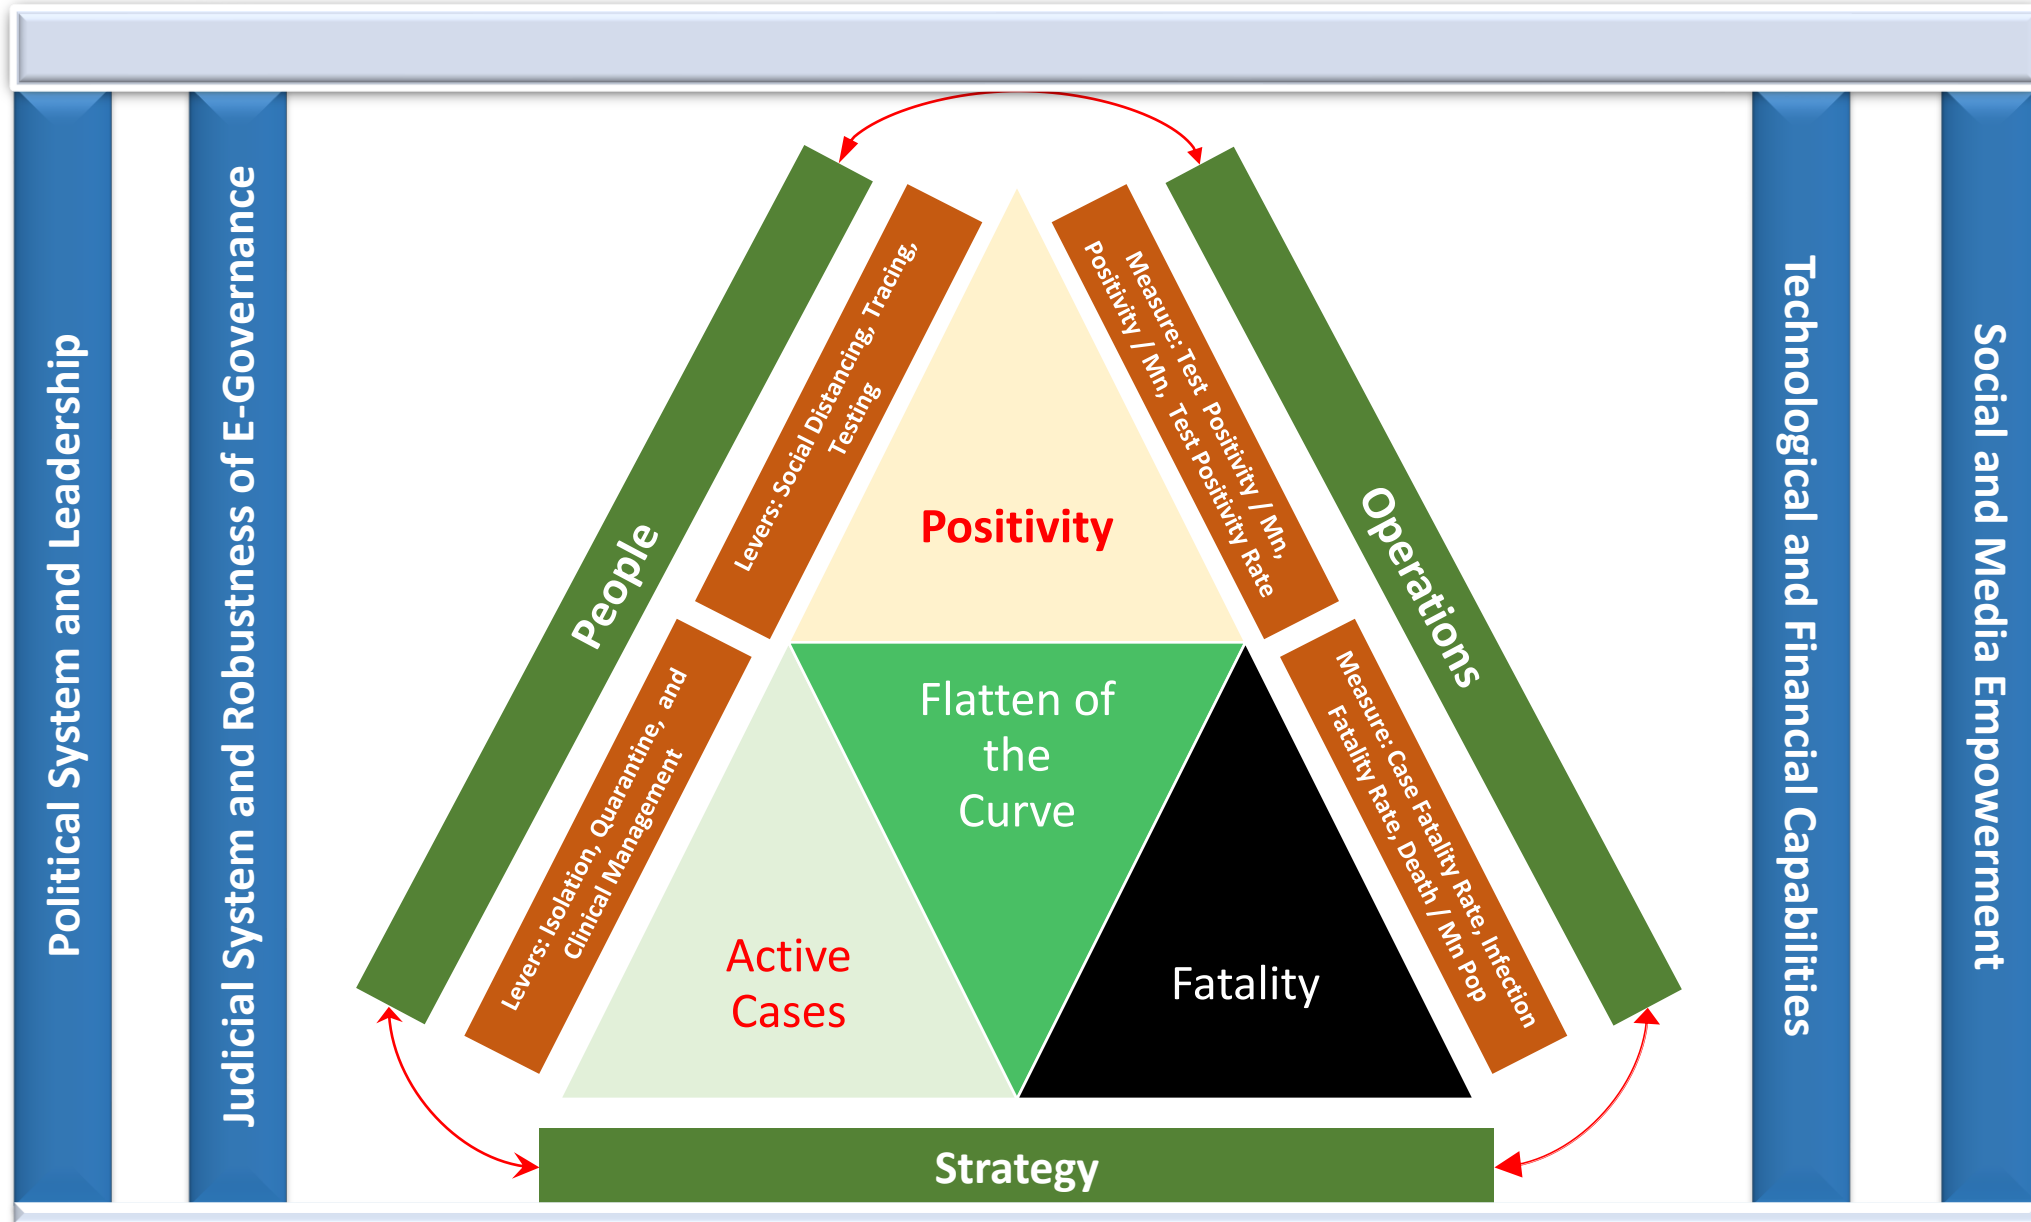 Political System and Leadership
Judicial System and Robustness of E-Governance
People
Levers: Social Distancing, Tracing,
Testing
Levers: Isolation, Quarantine, and
Clinical Management
Positivity
Flatten of
the
Curve
Active
Cases
Fatality
Measure: Test Positivity / Mn,
Positivity / Mn, Test Positivity Rate
Measure: Case Fatality Rate, Infection
Fatality Rate, Death / Mn Pop
Operations
Strategy
Technological and Financial Capabilities
Social and Media Empowerment